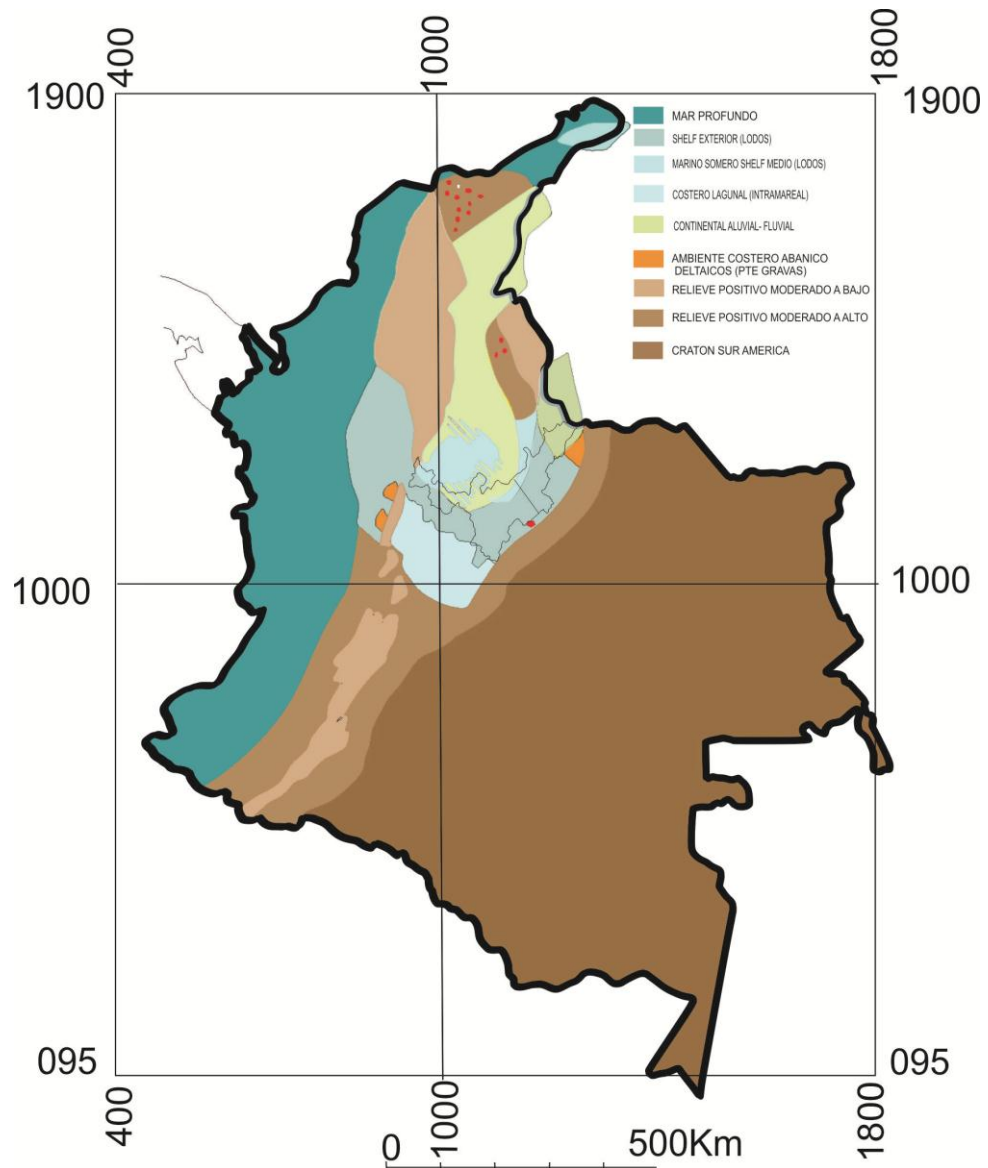 400
1000
1800
1900
1900
MAR PROFUNDO
SHELF EXTERIOR (LODOS)
MARINO SOMERO SHELF MEDIO (LODOS)
COSTERO LAGUNAL (INTRAMAREAL)
CONTINENTAL ALUVIAL- FLUVIAL
AMBIENTE COSTERO ABANICO
DELTAICOS (PTE GRAVAS)
RELIEVE POSITIVO MODERADO A BAJO
RELIEVE POSITIVO MODERADO A ALTO
CRATON SUR AMERICA
1000
1000
095
095
400
1000
1800
0
500Km